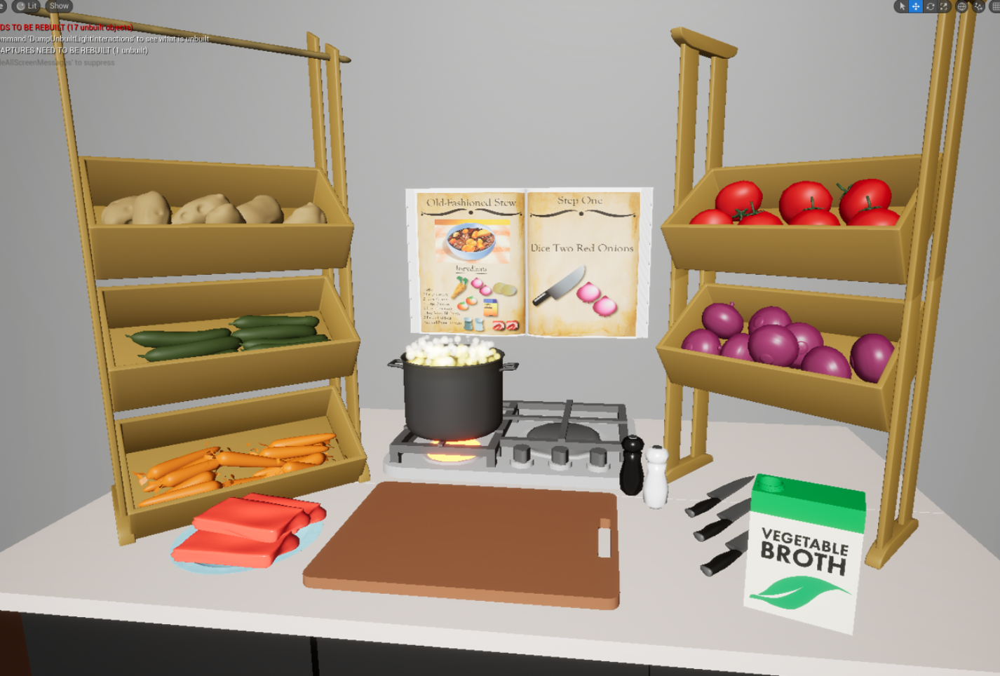 Lit
Show
DS TO BE REBUILT (17 unbuilt objects)
mmand 'DumpUnbuiltLightInteractions' to see what is unbuilt
APTURES NEED TO BE REBUILT (1 unbuilt)
leAllScreenMessages' to suppress
Old-Fashioned Stew
Ingredients
Step One
Dice Two Red Onions
VEGETABLE
BROTH